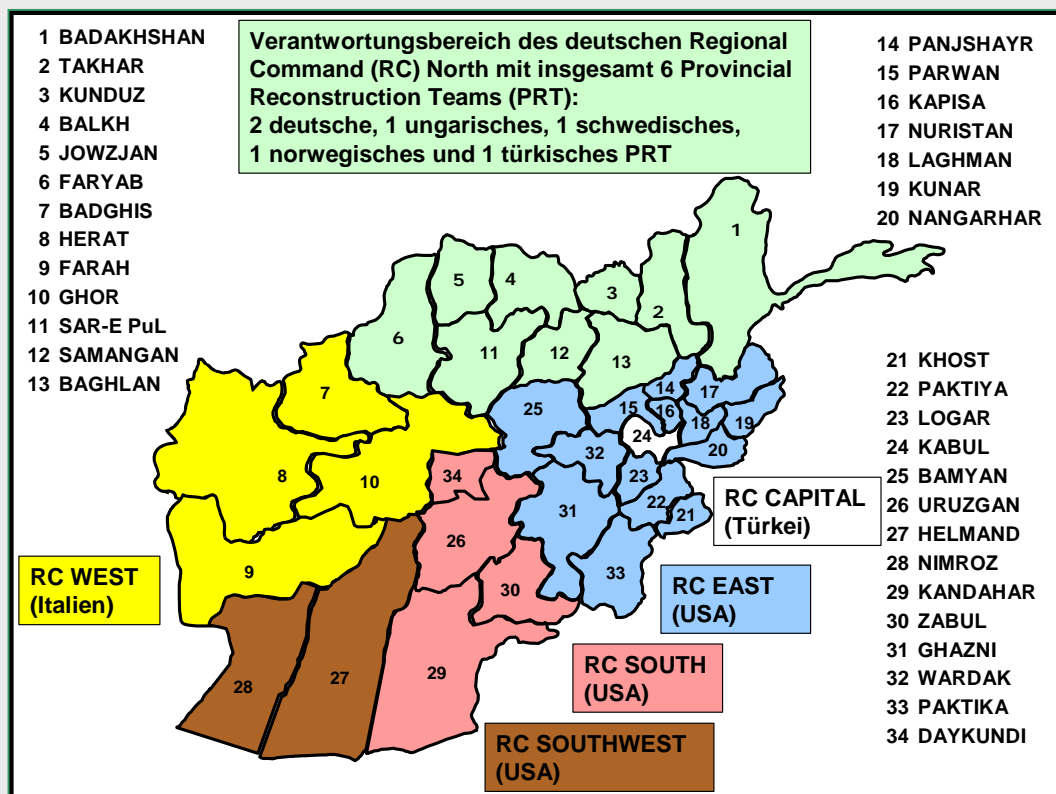 1 BADAKHSHAN
2 TAKHAR
3 KUNDUZ
4 BALKH
5 JOWZJAN
6 FARYAB
7 BADGHIS
8 HERAT
9 FARAH
10 GHOR
11 SAR-E PuL
12 SAMANGAN
13 BAGHLAN
Verantwortungsbereich des deutschen Regional
Command (RC) North mit insgesamt 6 Provincial
Reconstruction Teams (PRT):
2 deutsche, 1 ungarisches, 1 schwedisches,
1 norwegisches und 1 türkisches PRT
14 PANJSHAYR
15 PARWAN
16 KAPISA
17 NURISTAN
18 LAGHMAN
19 KUNAR
20 NANGARHAR
21 KHOST
22 PAKTIYA
23 LOGAR
24 KABUL
25 BAMYAN
26 URUZGAN
27 HELMAND
28 NIMROZ
29 KANDAHAR
30 ZABUL
31 GHAZNI
32 WARDAK
33 PAKTIKA
34 DAYKUNDI
1
2
3
4
5
6
7
8
9
10
11
12
13
14
15
16
17
18
19
20
21
22
23
24
25
26
27
28
29
30
31
32
33
34
RC CAPITAL
(Türkei)
RC WEST
(Italien)
RC EAST
(USA)
RC SOUTH
(USA)
RC SOUTHWEST
(USA)